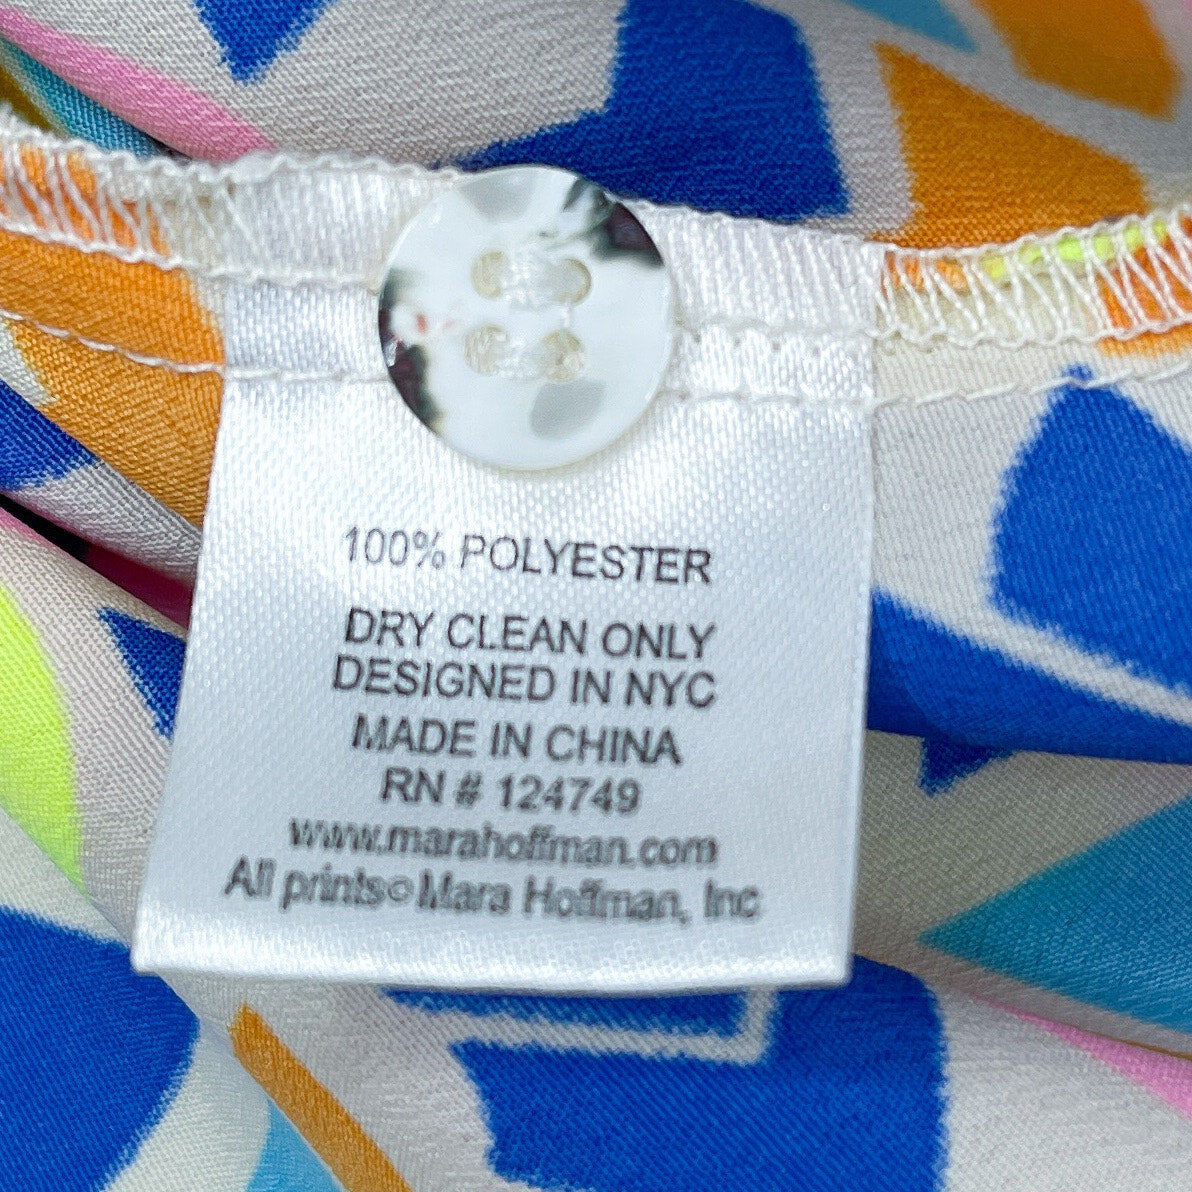 100% POLYESTER
DRY CLEAN ONLY
DESIGNED IN NYC
MADE IN CHINA
RN # 124749
www.marahoffman.com
All prints©Mara Hoffman, Inc